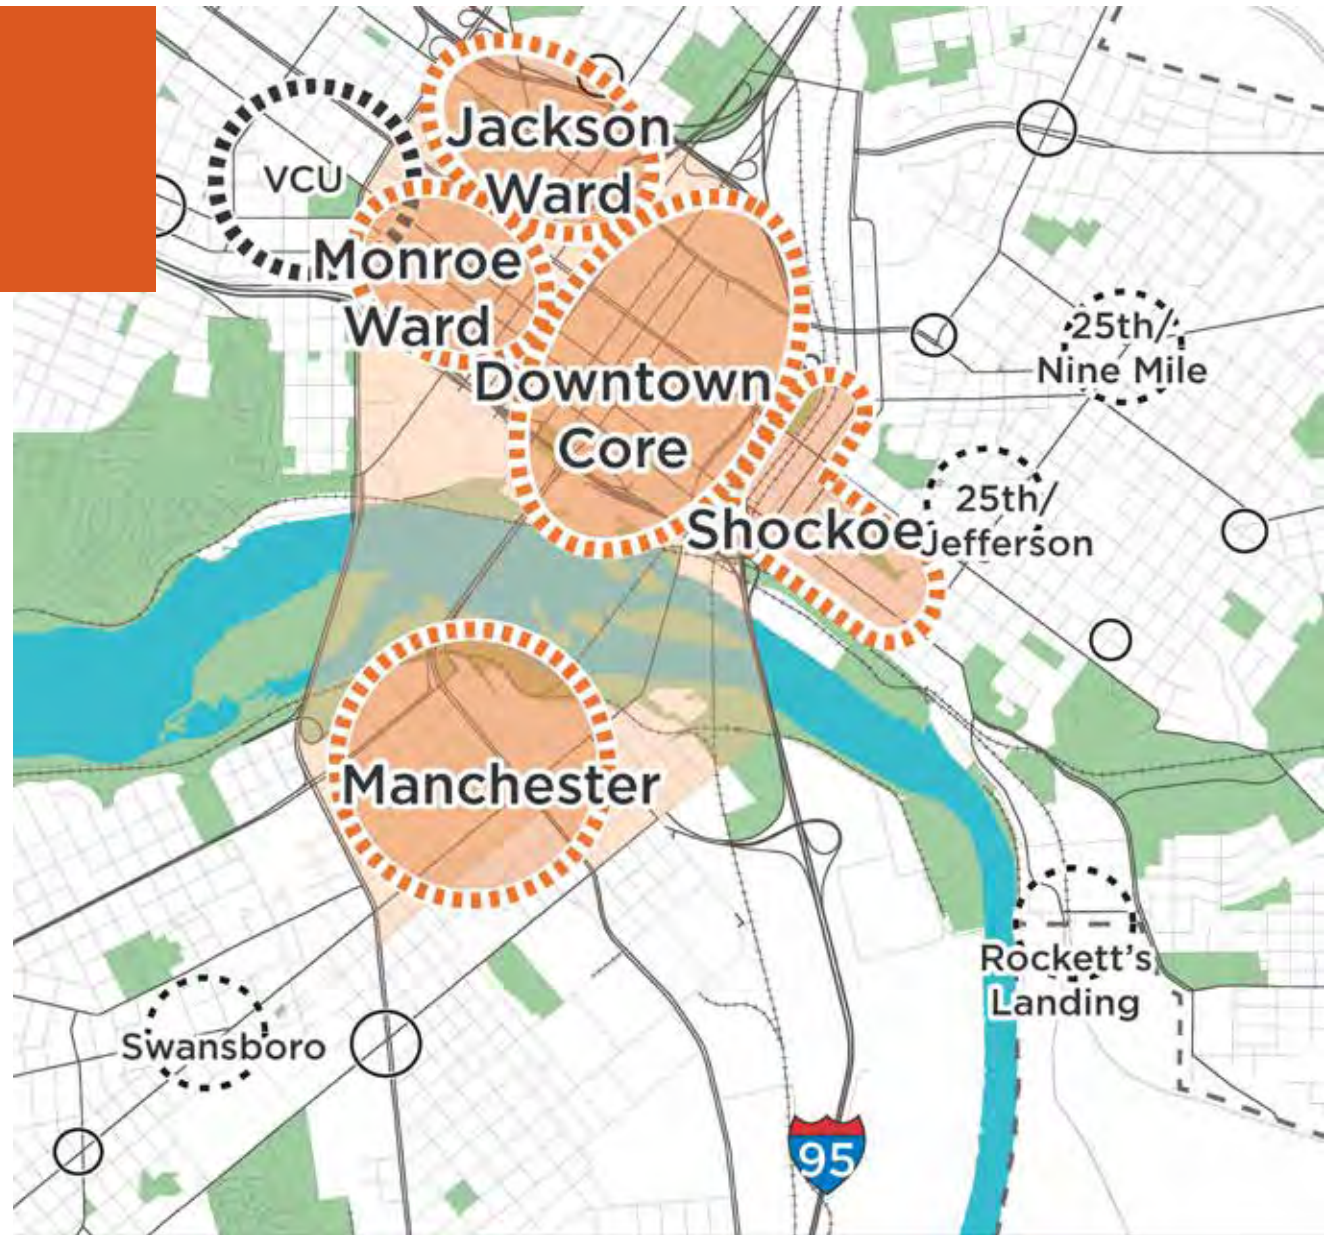 Jackson
Ward
VCU
Monroe
Ward
25th/
Nine Mile
Downtown
Core
25th/
Jefferson
Shockoe
Manchester
Rockett's
Landing
Swansboro
95